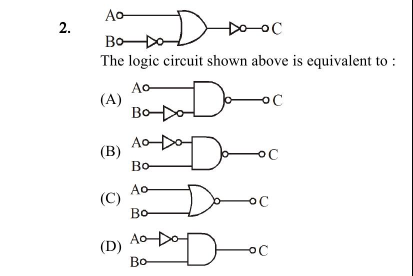 A
2. C
B
The logic circuit shown above is equivalent to :
A
(A) C
B
A
(B) C
B
A
(C) C
B
A
(D) C
B